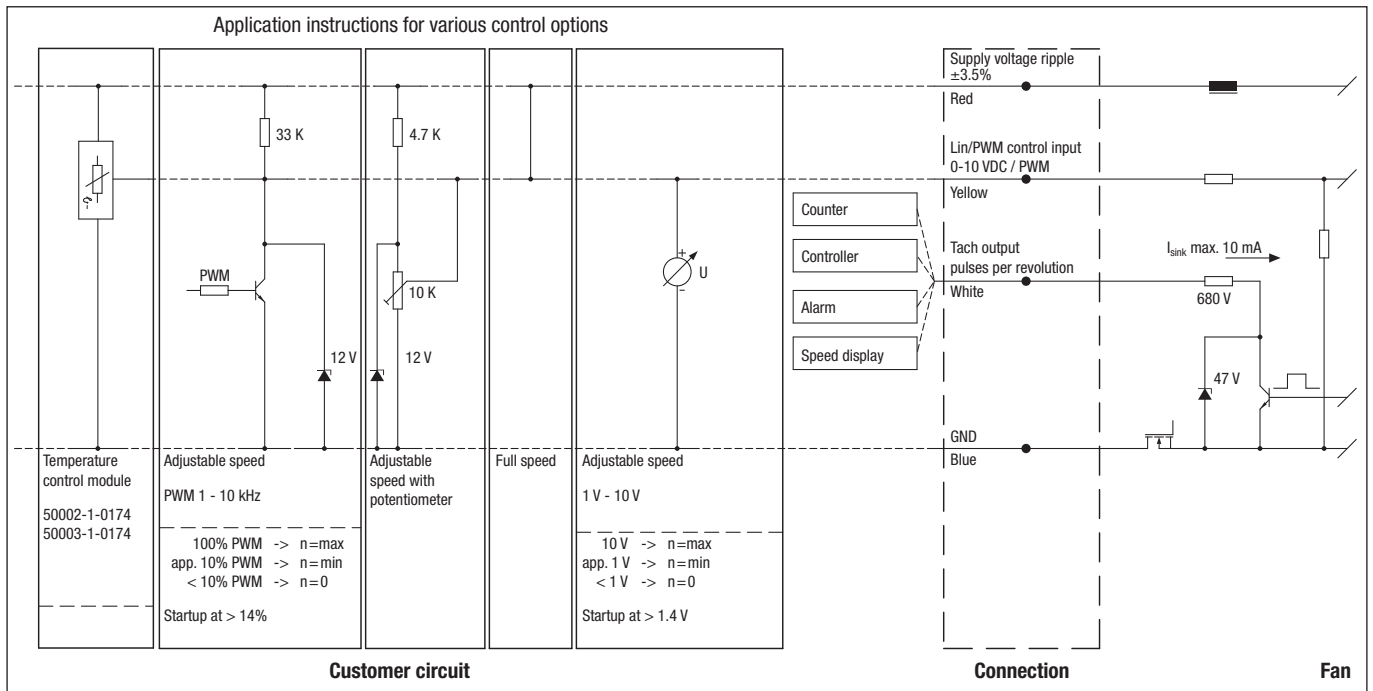 Application instructions for various control options
33 K
PWM
12 V
4.7 K
10 K
12 V
+
U
-
Temperature
control module
50002-1-0174
50003-1-0174
Adjustable speed
PWM 1 - 10 kHz
100% PWM -> n=max
app. 10% PWM -> n=min
< 10% PWM -> n=0
Startup at > 14%
Adjustable
speed with
potentiometer
Full speed
Adjustable speed
1 V - 10 V
10 V -> n=max
app. 1 V -> n=min
< 1 V -> n=0
Startup at > 1.4 V
Counter
Controller
Alarm
Speed display
Supply voltage ripple
±3.5%
Red
Lin/PWM control input
0-10 VDC / PWM
Yellow
Tach output
pulses per revolution
White
GND
Blue
Isink max. 10 mA
680 V
47 V
Customer circuit
Connection
Fan